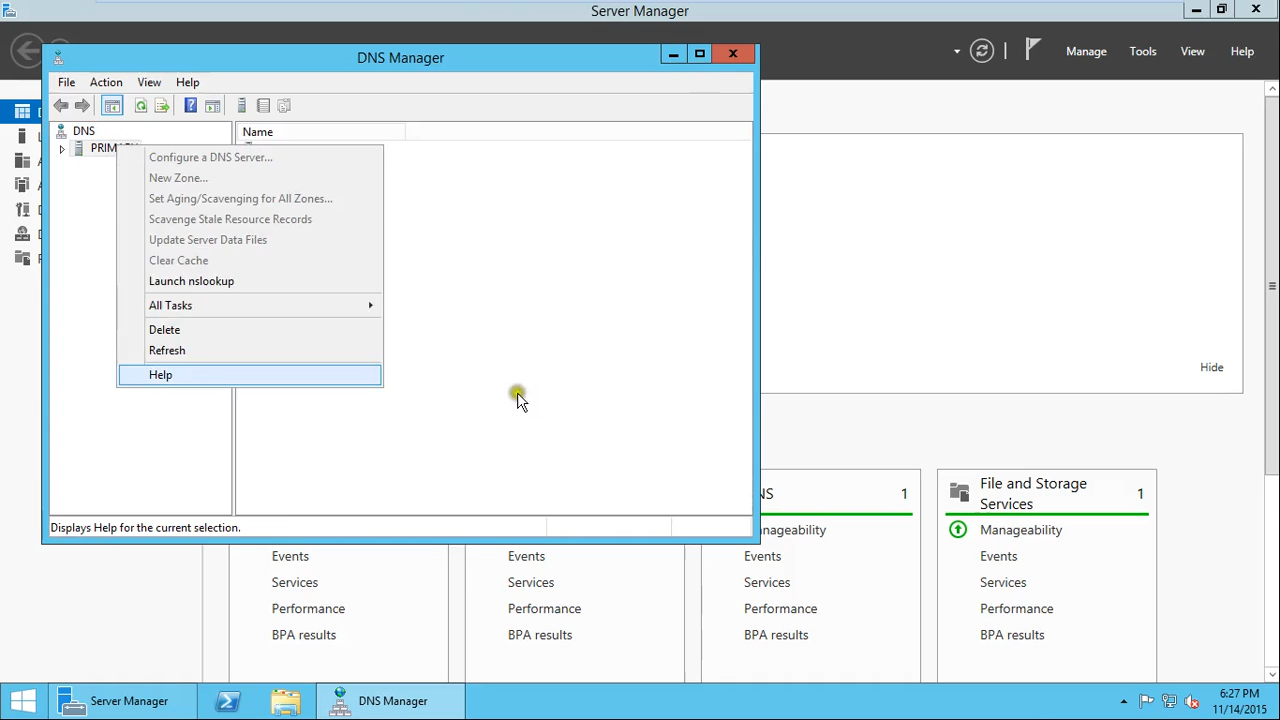 Server Manager
Manage Tools View Help
DNS Manager
File Action View Help
DNS
Name
Configure a DNS Server...
New Zone...
Set Aging/Scavenging for All Zones...
Scavenge Stale Resource Records
Update Server Data Files
Clear Cache
Launch nslookup
All Tasks
Delete
Refresh
Help
Displays Help for the current selection.
Hide
1
File and Storage
Services
1
Manageability
Events
Services
Performance
BPA results
Events
Services
Performance
BPA results
Events
Services
Performance
BPA results
Events
Services
Performance
BPA results
Server Manager
DNS Manager
6:27 PM
11/14/2015